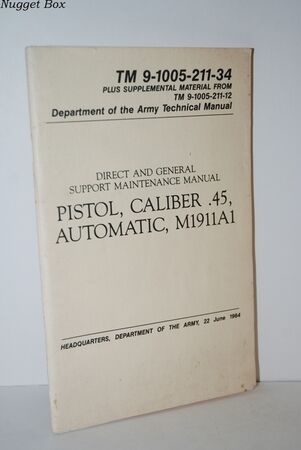 Nugget Box
TM 9-1005-211-34
PLUS SUPPLEMENTAL MATERIAL FROM
TM 9-1005-211-12
Department of the Army Technical Manual
DIRECT AND GENERAL
SUPPORT MAINTENANCE MANUAL
PISTOL, CALIBER .45,
AUTOMATIC, M1911A1
HEADQUARTERS, DEPARTMENT OF THE ARMY, 22 June 1964